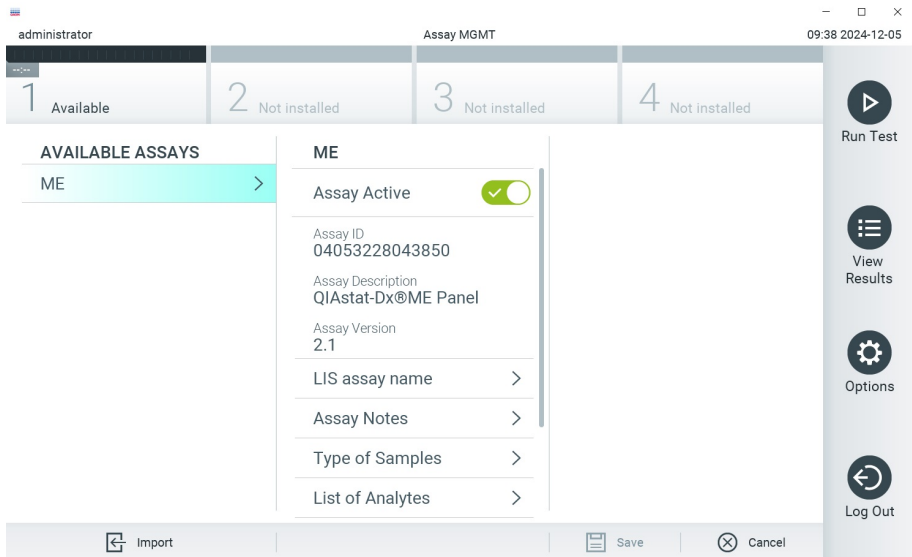 administrator
Assay MGMT
09:38 2024-12-05
--:--
1 Available
2 Not installed
3 Not installed
4 Not installed
Run Test
AVAILABLE ASSAYS
ME
ME
Assay Active
Assay ID
04053228043850
Assay Description
QIAstat-Dx®ME Panel
Assay Version
2.1
LIS assay name
Assay Notes
Type of Samples
List of Analytes
View
Results
Options
Log Out
Import
Save
Cancel